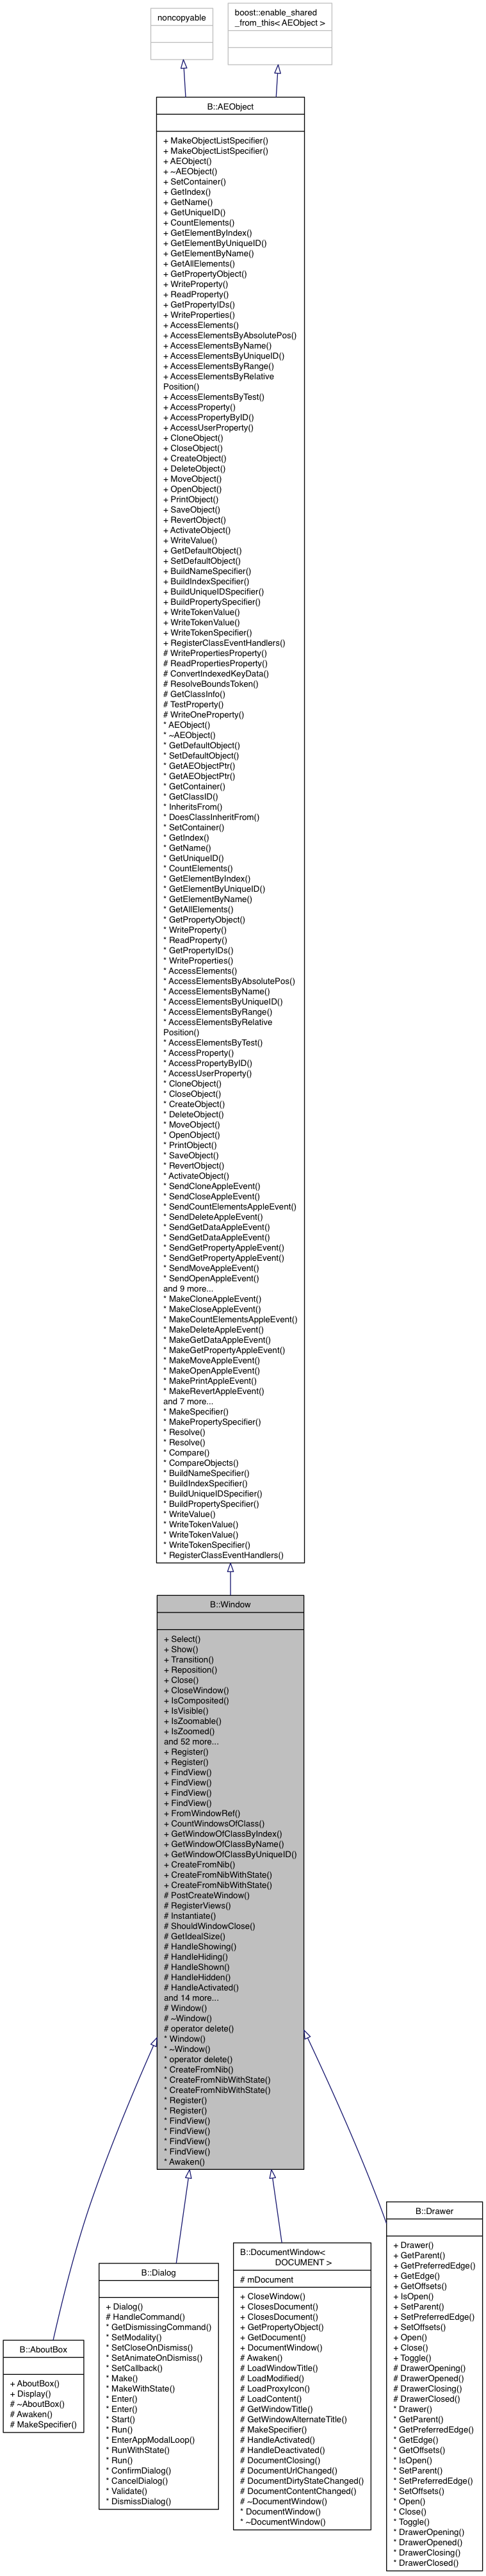 noncopyable
boost::enable_shared
_from_this< AEObject >
B::AEObject
+ MakeObjectListSpecifier()
+ MakeObjectListSpecifier()
+ AEObject()
+ ~AEObject()
+ SetContainer()
+ GetIndex()
+ GetName()
+ GetUniqueID()
+ CountElements()
+ GetElementByIndex()
+ GetElementByUniqueID()
+ GetElementByName()
+ GetAllElements()
+ GetPropertyObject()
+ WriteProperty()
+ ReadProperty()
+ GetPropertyIDs()
+ WriteProperties()
+ AccessElements()
+ AccessElementsByAbsolutePos()
+ AccessElementsByName()
+ AccessElementsByUniqueID()
+ AccessElementsByRange()
+ AccessElementsByRelative
Position()
+ AccessElementsByTest()
+ AccessProperty()
+ AccessPropertyByID()
+ AccessUserProperty()
+ CloneObject()
+ CloseObject()
+ CreateObject()
+ DeleteObject()
+ MoveObject()
+ OpenObject()
+ PrintObject()
+ SaveObject()
+ RevertObject()
+ ActivateObject()
+ WriteValue()
+ GetDefaultObject()
+ SetDefaultObject()
+ BuildNameSpecifier()
+ BuildIndexSpecifier()
+ BuildUniqueIDSpecifier()
+ BuildPropertySpecifier()
+ WriteTokenValue()
+ WriteTokenValue()
+ WriteTokenSpecifier()
+ RegisterClassEventHandlers()
# WritePropertiesProperty()
# ReadPropertiesProperty()
# ConvertIndexedKeyData()
# ResolveBoundsToken()
# GetClassInfo()
# TestProperty()
# WriteOneProperty()
* AEObject()
* ~AEObject()
* GetDefaultObject()
* SetDefaultObject()
* GetAEObjectPtr()
* GetAEObjectPtr()
* GetContainer()
* GetClassID()
* InheritsFrom()
* DoesClassInheritFrom()
* SetContainer()
* GetIndex()
* GetName()
* GetUniqueID()
* CountElements()
* GetElementByIndex()
* GetElementByUniqueID()
* GetElementByName()
* GetAllElements()
* GetPropertyObject()
* WriteProperty()
* ReadProperty()
* GetPropertyIDs()
* WriteProperties()
* AccessElements()
* AccessElementsByAbsolutePos()
* AccessElementsByName()
* AccessElementsByUniqueID()
* AccessElementsByRange()
* AccessElementsByRelative
Position()
* AccessElementsByTest()
* AccessProperty()
* AccessPropertyByID()
* AccessUserProperty()
* CloneObject()
* CloseObject()
* CreateObject()
* DeleteObject()
* MoveObject()
* OpenObject()
* PrintObject()
* SaveObject()
* RevertObject()
* ActivateObject()
* SendCloneAppleEvent()
* SendCloseAppleEvent()
* SendCountElementsAppleEvent()
* SendDeleteAppleEvent()
* SendGetDataAppleEvent()
* SendGetDataAppleEvent()
* SendGetPropertyAppleEvent()
* SendGetPropertyAppleEvent()
* SendMoveAppleEvent()
* SendOpenAppleEvent()
and 9 more...
* MakeCloneAppleEvent()
* MakeCloseAppleEvent()
* MakeCountElementsAppleEvent()
* MakeDeleteAppleEvent()
* MakeGetDataAppleEvent()
* MakeGetPropertyAppleEvent()
* MakeMoveAppleEvent()
* MakeOpenAppleEvent()
* MakePrintAppleEvent()
* MakeRevertAppleEvent()
and 7 more...
* MakeSpecifier()
* MakePropertySpecifier()
* Resolve()
* Resolve()
* Compare()
* CompareObjects()
* BuildNameSpecifier()
* BuildIndexSpecifier()
* BuildUniqueIDSpecifier()
* BuildPropertySpecifier()
* WriteValue()
* WriteTokenValue()
* WriteTokenValue()
* WriteTokenSpecifier()
* RegisterClassEventHandlers()
B::Window
+ Select()
+ Show()
+ Transition()
+ Reposition()
+ Close()
+ CloseWindow()
+ IsComposited()
+ IsVisible()
+ IsZoomable()
+ IsZoomed()
and 52 more...
+ Register()
+ Register()
+ FindView()
+ FindView()
+ FindView()
+ FindView()
+ FromWindowRef()
+ CountWindowsOfClass()
+ GetWindowOfClassByIndex()
+ GetWindowOfClassByName()
+ GetWindowOfClassByUniqueID()
+ CreateFromNib()
+ CreateFromNibWithState()
+ CreateFromNibWithState()
# PostCreateWindow()
# RegisterViews()
# Instantiate()
# ShouldWindowClose()
# GetIdealSize()
# HandleShowing()
# HandleHiding()
# HandleShown()
# HandleHidden()
# HandleActivated()
and 14 more...
# Window()
# ~Window()
# operator delete()
* Window()
* ~Window()
* operator delete()
* CreateFromNib()
* CreateFromNibWithState()
* CreateFromNibWithState()
* Register()
* Register()
* FindView()
* FindView()
* FindView()
* FindView()
* Awaken()
B::AboutBox
+ AboutBox()
+ Display()
# ~AboutBox()
# Awaken()
# MakeSpecifier()
B::Dialog
+ Dialog()
# HandleCommand()
* GetDismissingCommand()
* SetModality()
* SetCloseOnDismiss()
* SetAnimateOnDismiss()
* SetCallback()
* Make()
* MakeWithState()
* Enter()
* Enter()
* Start()
* Run()
* EnterAppModalLoop()
* RunWithState()
* Run()
* ConfirmDialog()
* CancelDialog()
* Validate()
* DismissDialog()
B::DocumentWindow<
DOCUMENT >
# mDocument
+ CloseWindow()
+ ClosesDocument()
+ ClosesDocument()
+ GetPropertyObject()
+ GetDocument()
+ DocumentWindow()
# Awaken()
# LoadWindowTitle()
# LoadModified()
# LoadProxyIcon()
# LoadContent()
# GetWindowTitle()
# GetWindowAlternateTitle()
# MakeSpecifier()
# HandleActivated()
# HandleDeactivated()
# DocumentClosing()
# DocumentUrlChanged()
# DocumentDirtyStateChanged()
# DocumentContentChanged()
# ~DocumentWindow()
* DocumentWindow()
* ~DocumentWindow()
B::Drawer
+ Drawer()
+ GetParent()
+ GetPreferredEdge()
+ GetEdge()
+ GetOffsets()
+ IsOpen()
+ SetParent()
+ SetPreferredEdge()
+ SetOffsets()
+ Open()
+ Close()
+ Toggle()
# DrawerOpening()
# DrawerOpened()
# DrawerClosing()
# DrawerClosed()
* Drawer()
* GetParent()
* GetPreferredEdge()
* GetEdge()
* GetOffsets()
* IsOpen()
* SetParent()
* SetPreferredEdge()
* SetOffsets()
* Open()
* Close()
* Toggle()
* DrawerOpening()
* DrawerOpened()
* DrawerClosing()
* DrawerClosed()